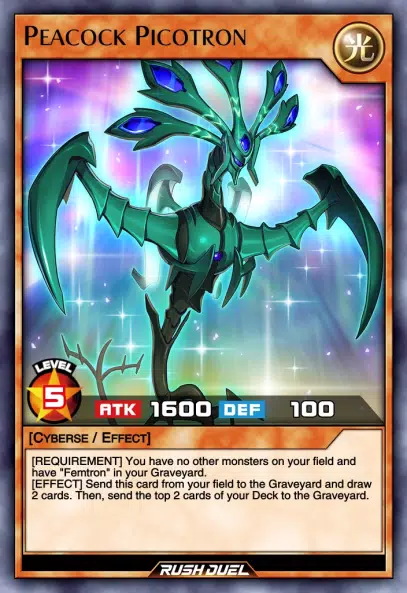 Peacock Picotron
光
LEVEL
5
ATK 1600 DEF 100
[Cyberse / Effect]
[REQUIREMENT] You have no other monsters on your field and
have "Femtron" in your Graveyard.
[EFFECT] Send this card from your field to the Graveyard and draw
2 cards. Then, send the top 2 cards of your Deck to the Graveyard.
RUSH DUEL